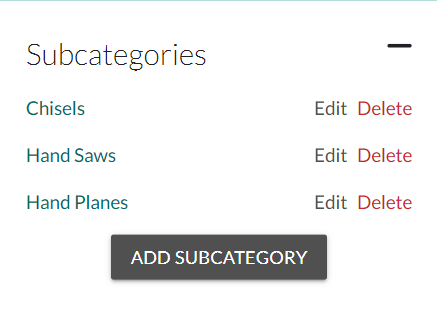 Subcategories
Chisels Edit Delete
Hand Saws Edit Delete
Hand Planes Edit Delete
ADD SUBCATEGORY